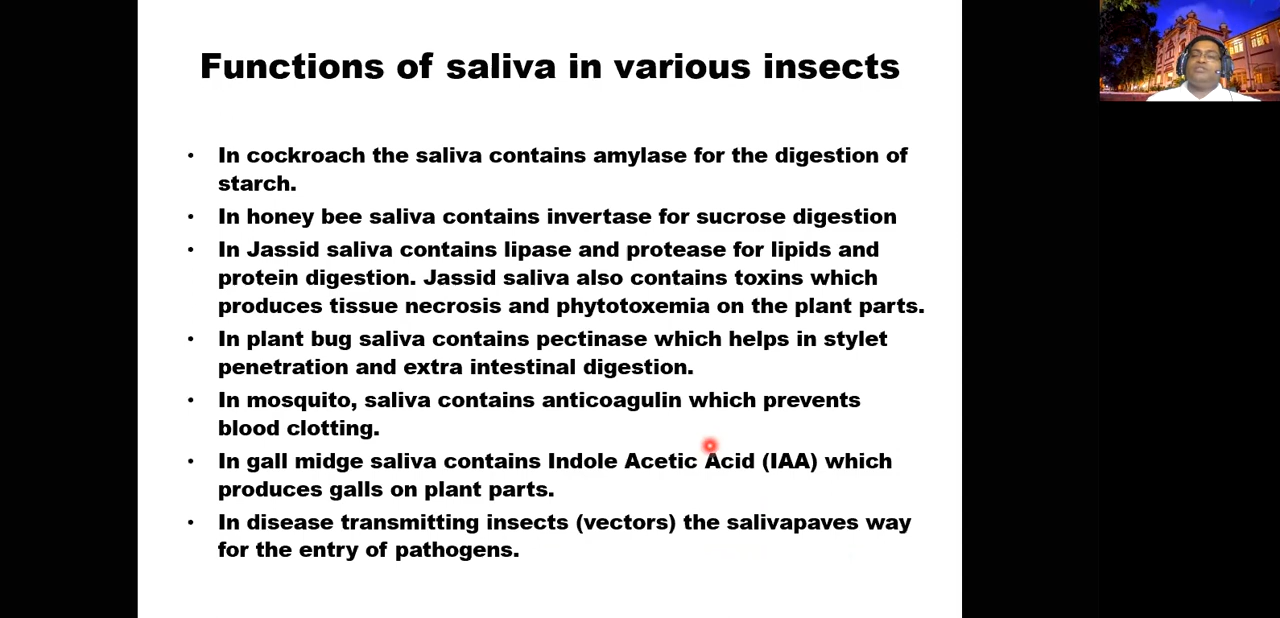 Functions of saliva in various insects
• In cockroach the saliva contains amylase for the digestion of
starch.
• In honey bee saliva contains invertase for sucrose digestion
• In Jassid saliva contains lipase and protease for lipids and
protein digestion. Jassid saliva also contains toxins which
produces tissue necrosis and phytotoxemia on the plant parts.
• In plant bug saliva contains pectinase which helps in stylet
penetration and extra intestinal digestion.
• In mosquito, saliva contains anticoagulin which prevents
blood clotting.
• In gall midge saliva contains Indole Acetic Acid (IAA) which
produces galls on plant parts.
• In disease transmitting insects (vectors) the salivapaves way
for the entry of pathogens.